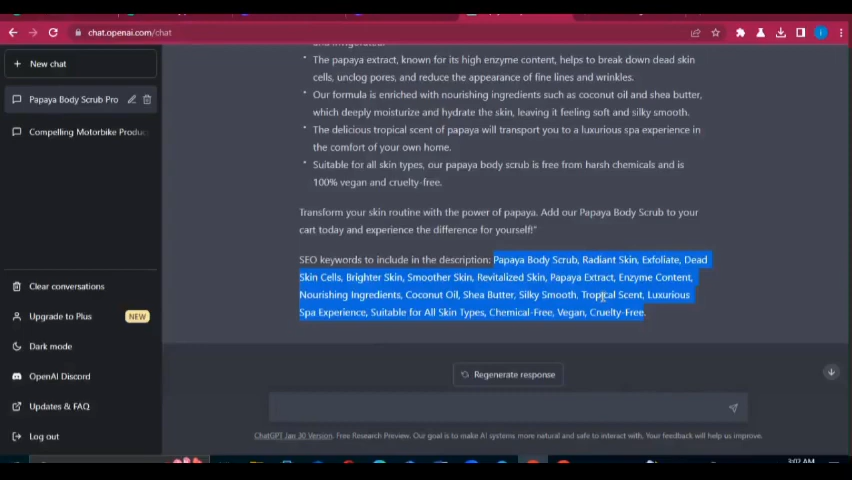 chat.openai.com/chat
New chat
Papaya Body Scrub Pro
Compelling Motorbike Produc
The papaya extract, known for its high enzyme content, helps to break down dead skin
cells, unclog pores, and reduce the appearance of fine lines and wrinkles.
Our formula is enriched with nourishing ingredients such as coconut oil and shea butter,
which deeply moisturize and hydrate the skin, leaving it feeling soft and silky smooth.
The delicious tropical scent of papaya will transport you to a luxurious spa experience in
the comfort of your own home.
Suitable for all skin types, our papaya body scrub is free from harsh chemicals and is
100% vegan and cruelty-free.
Transform your skin routine with the power of papaya. Add our Papaya Body Scrub to your
cart today and experience the difference for yourself!"
SEO keywords to include in the description: Papaya Body Scrub, Radiant Skin, Exfoliate, Dead
Skin Cells, Brighter Skin, Smoother Skin, Revitalized Skin, Papaya Extract, Enzyme Content,
Nourishing Ingredients, Coconut Oil, Shea Butter, Silky Smooth, Tropical Scent, Luxurious
Spa Experience, Suitable for All Skin Types, Chemical-Free, Vegan, Cruelty-Free.
Clear conversations
Upgrade to Plus
NEW
Dark mode
OpenAI Discord
Updates & FAQ
Log out
Regenerate response
ChatGPT Jan 30 Version. Free Research Preview. Our goal is to make AI systems more natural and safe to interact with. Your feedback will help us improve.